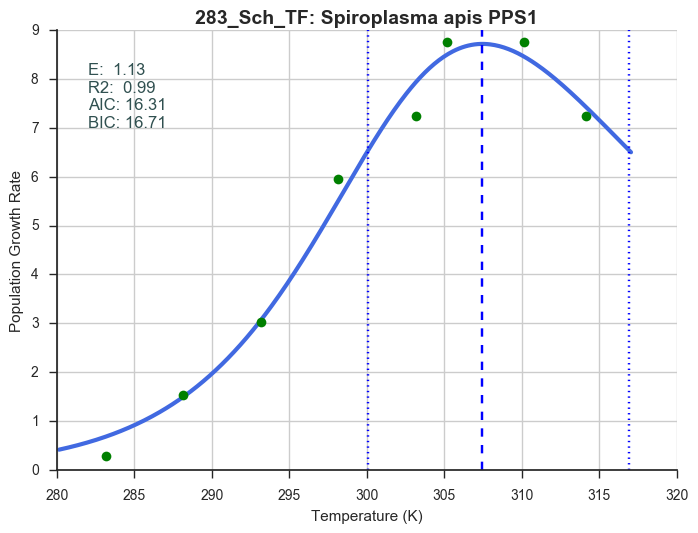 283_Sch_TF: Spiroplasma apis PPS1
E:  1.13
R2:  0.99
AIC: 16.31
BIC: 16.71
Population Growth Rate
9
8
7
6
5
4
3
2
1
0
280 285 290 295 300 305 310 315 320
Temperature (K)